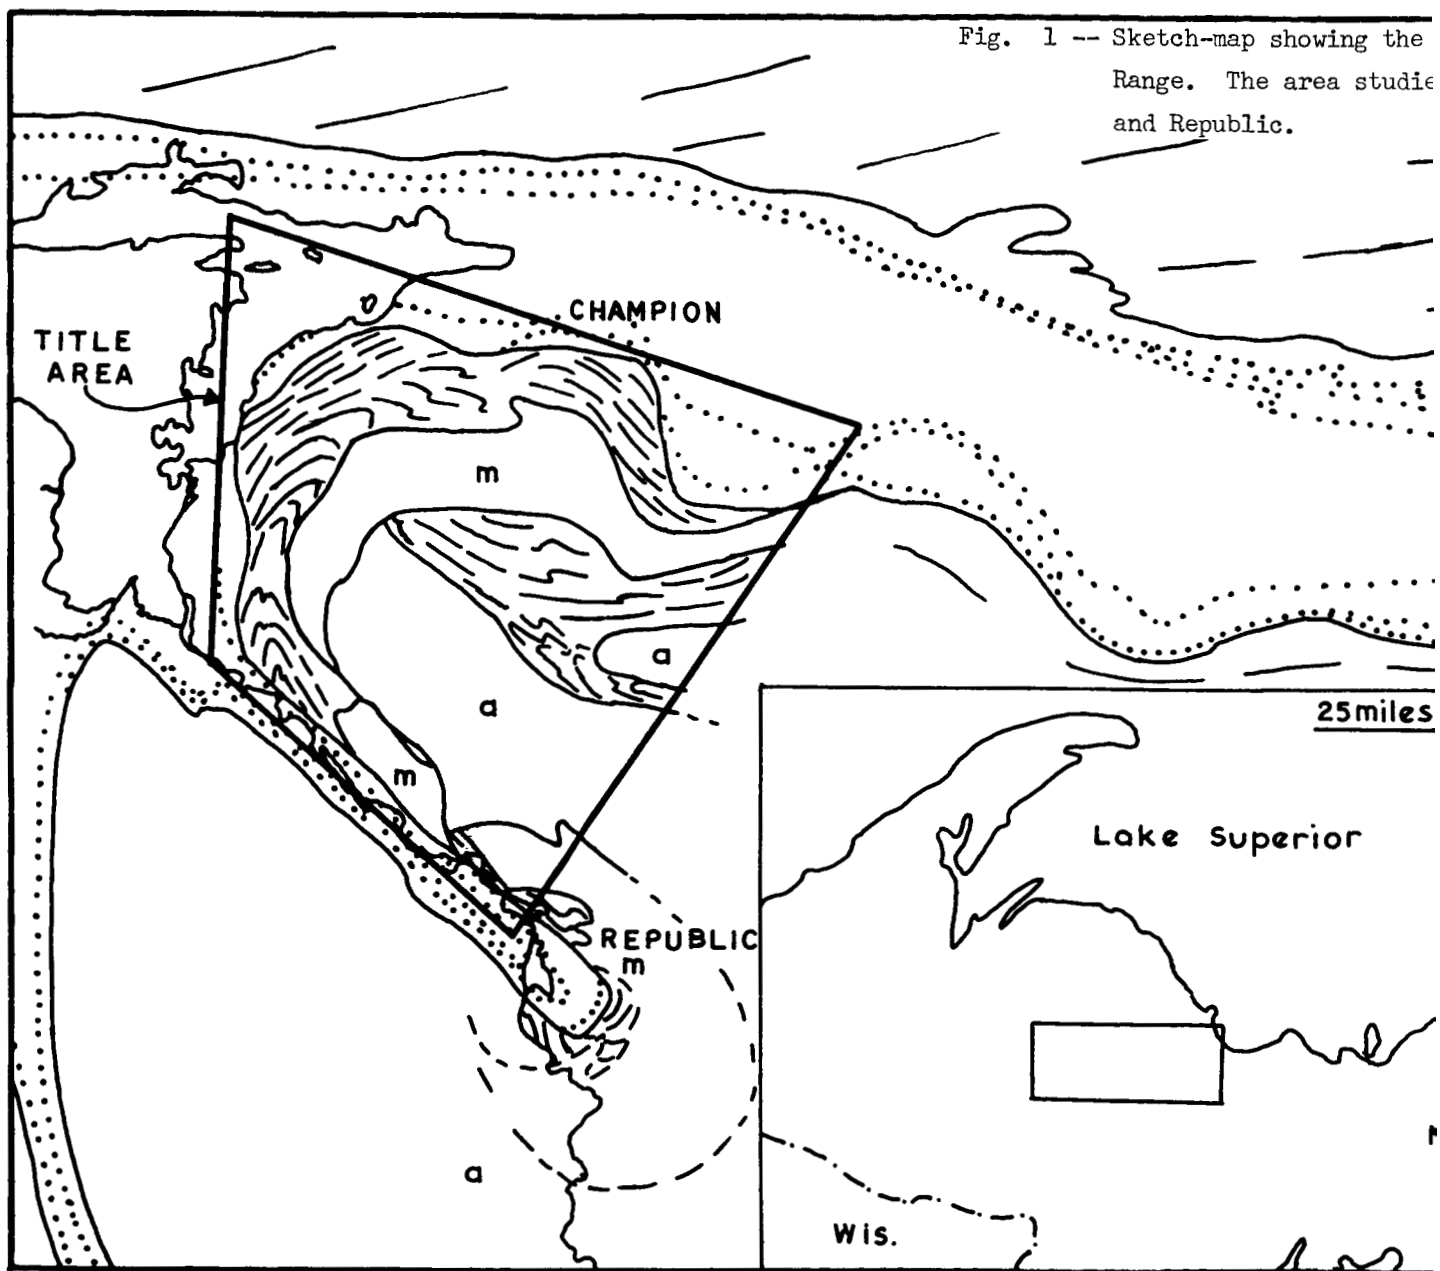 Fig. 1 -- Sketch-map showing the
Range. The area studie
and Republic.
CHAMPION
TITLE
AREA
m
a
a
m
25miles
Lake Superior
REPUBLIC
m
a
Wis.